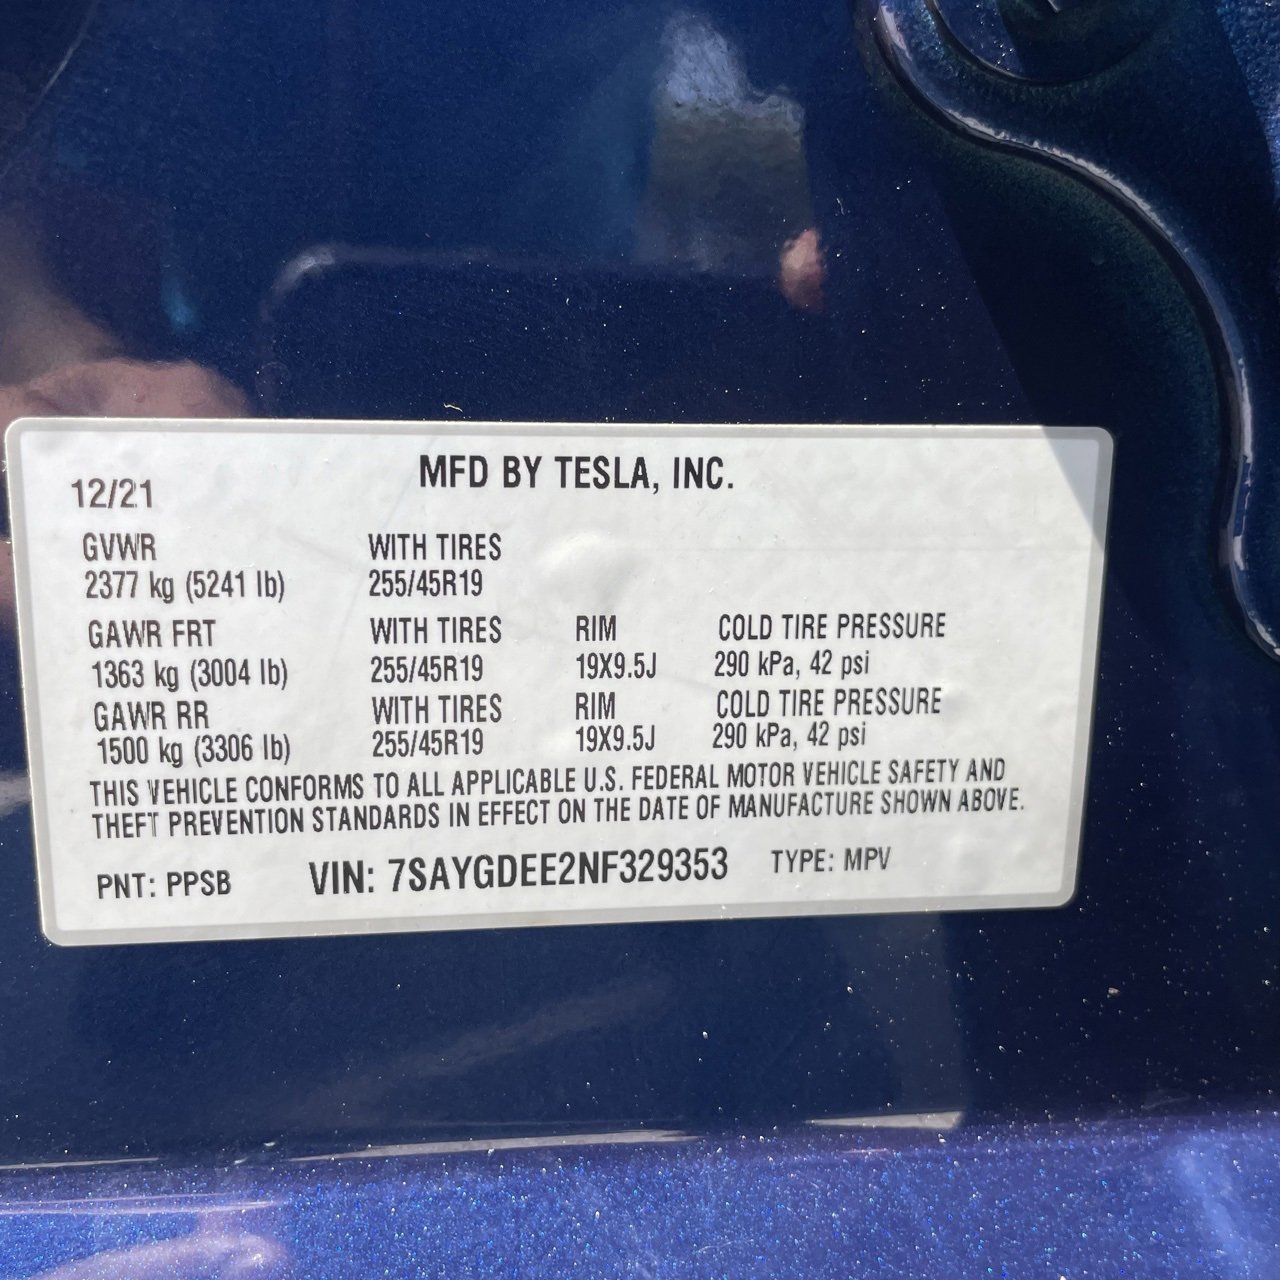 MFD BY TESLA, INC.
12/21
GVWR WITH TIRES
2377 kg (5241 lb) 255/45R19
GAWR FRT WITH TIRES RIM COLD TIRE PRESSURE
1363 kg (3004 lb) 255/45R19 19X9.5J 290 kPa, 42 psi
GAWR RR WITH TIRES RIM COLD TIRE PRESSURE
1500 kg (3306 lb) 255/45R19 19X9.5J 290 kPa, 42 psi
THIS VEHICLE CONFORMS TO ALL APPLICABLE U.S. FEDERAL MOTOR VEHICLE SAFETY AND
THEFT PREVENTION STANDARDS IN EFFECT ON THE DATE OF MANUFACTURE SHOWN ABOVE.
PNT: PPSB VIN: 7SAYGDEE2NF329353 TYPE: MPV